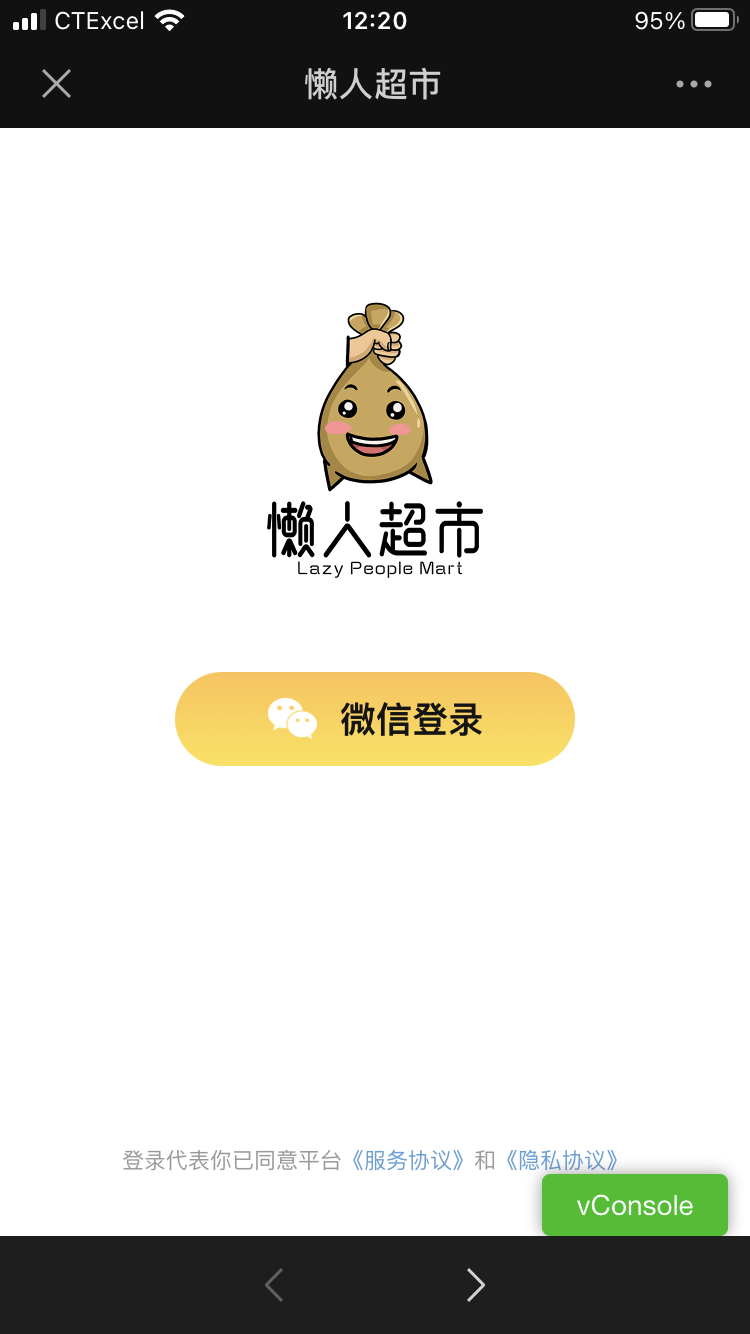 CTExcel 12:20 95%
懒人超市
懒人超市
Lazy People Mart
微信登录
登录代表你已同意平台《服务协议》和《隐私协议》
vConsole